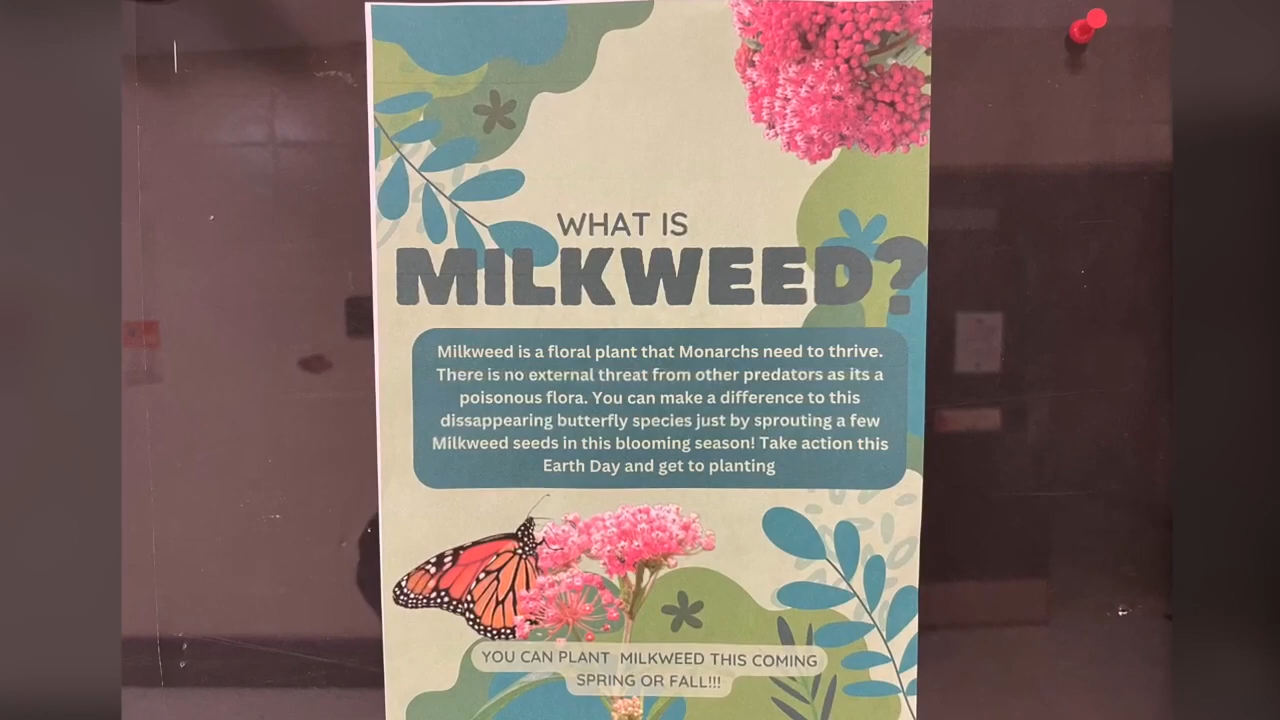 WHAT IS
MILKWEED?
Milkweed is a floral plant that Monarchs need to thrive.
There is no external threat from other predators as its a
poisonous flora. You can make a difference to this
dissappearing butterfly species just by sprouting a few
Milkweed seeds in this blooming season! Take action this
Earth Day and get to planting
YOU CAN PLANT MILKWEED THIS COMING
SPRING OR FALL!!!